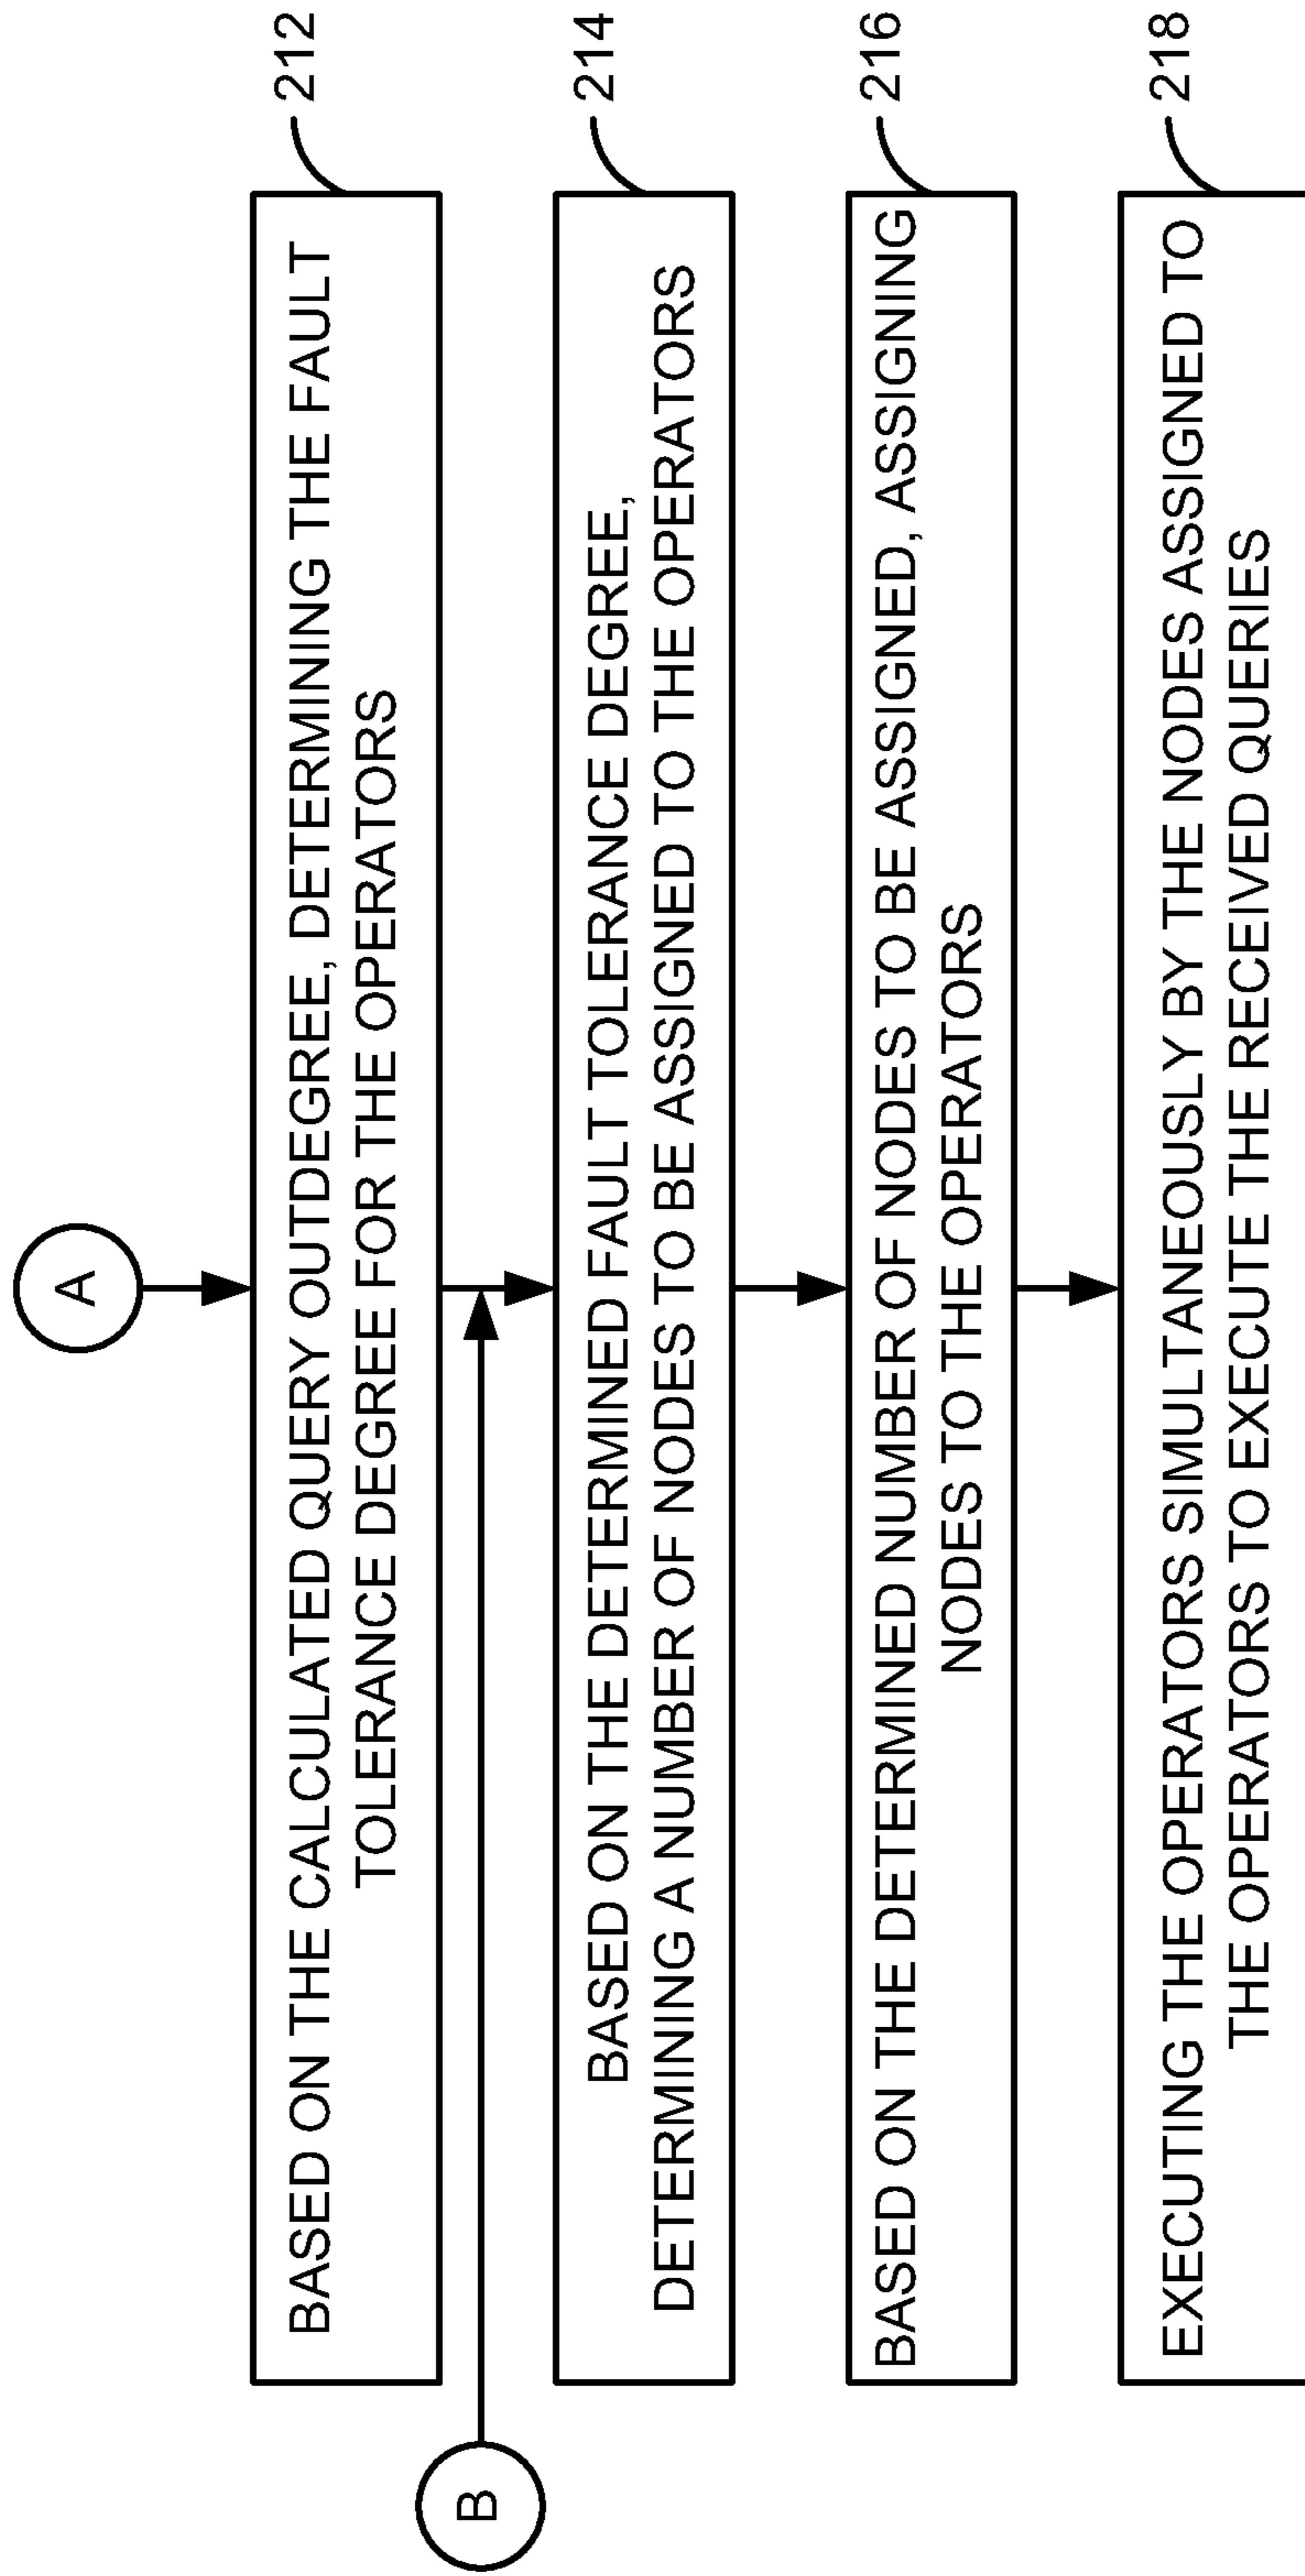 A
BASED ON THE CALCULATED QUERY OUTDEGREE, DETERMINING THE FAULT
TOLERANCE DEGREE FOR THE OPERATORS
212
B
BASED ON THE DETERMINED FAULT TOLERANCE DEGREE,
DETERMINING A NUMBER OF NODES TO BE ASSIGNED TO THE OPERATORS
214
BASED ON THE DETERMINED NUMBER OF NODES TO BE ASSIGNED, ASSIGNING
NODES TO THE OPERATORS
216
EXECUTING THE OPERATORS SIMULTANEOUSLY BY THE NODES ASSIGNED TO
THE OPERATORS TO EXECUTE THE RECEIVED QUERIES
218